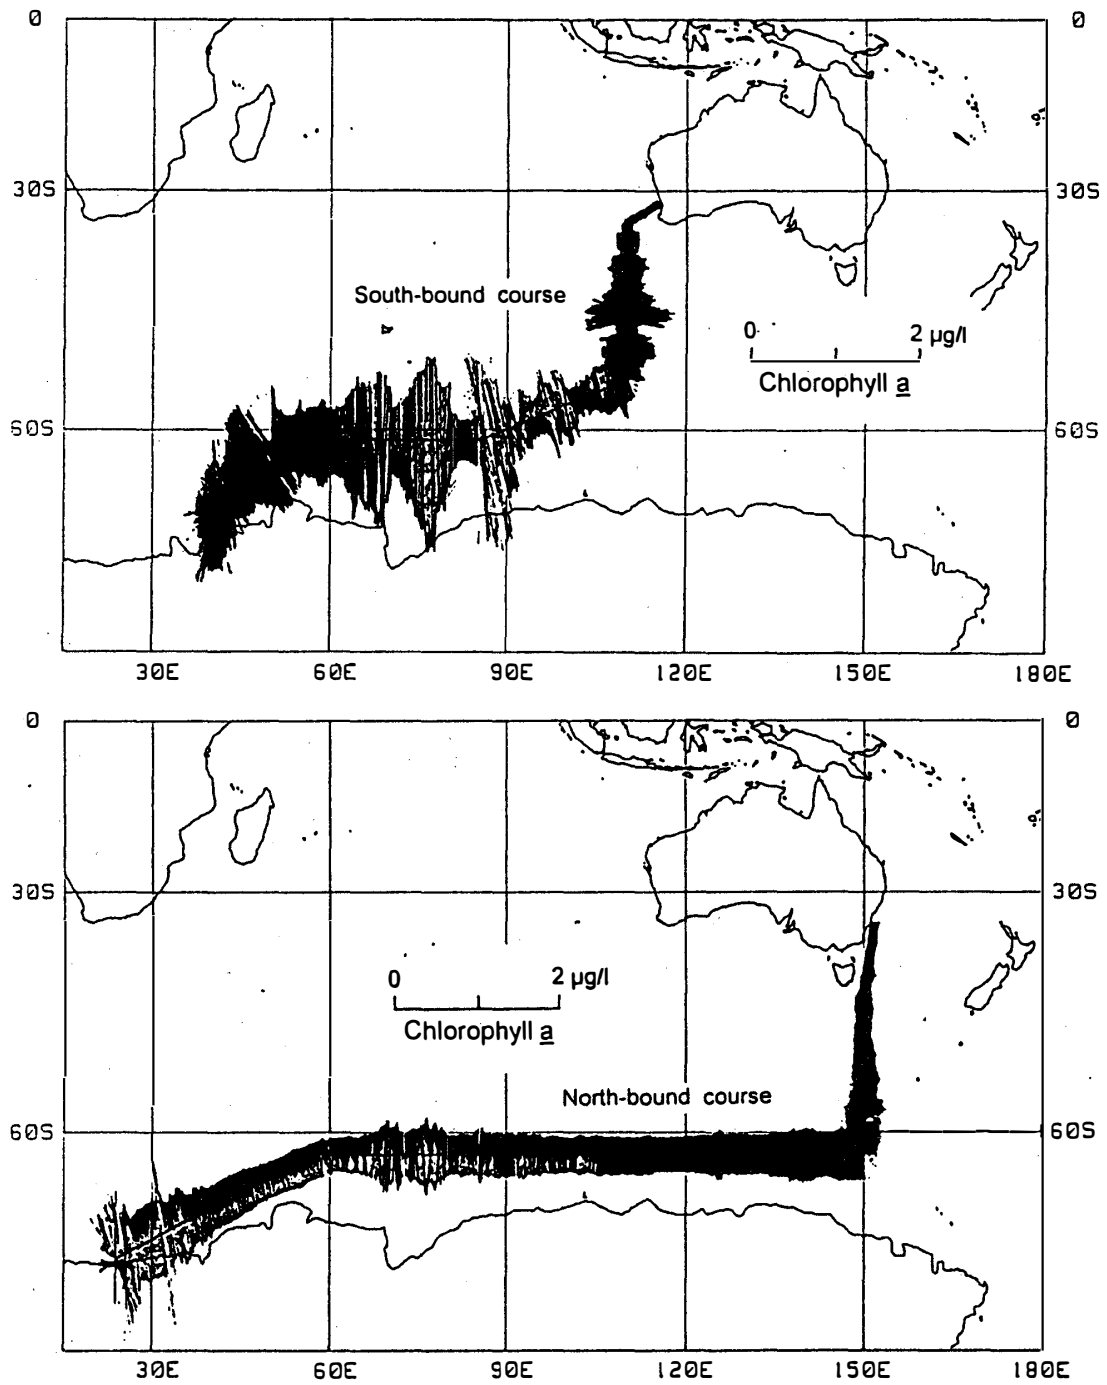 0 0
30S 30S
South-bound course
0 2 µg/l
Chlorophyll a
60S 60S
30E 60E 90E 120E 150E 180E
0 0
30S 30S
0 2 µg/l
Chlorophyll a
North-bound course
60S 60S
30E 60E 90E 120E 150E 180E